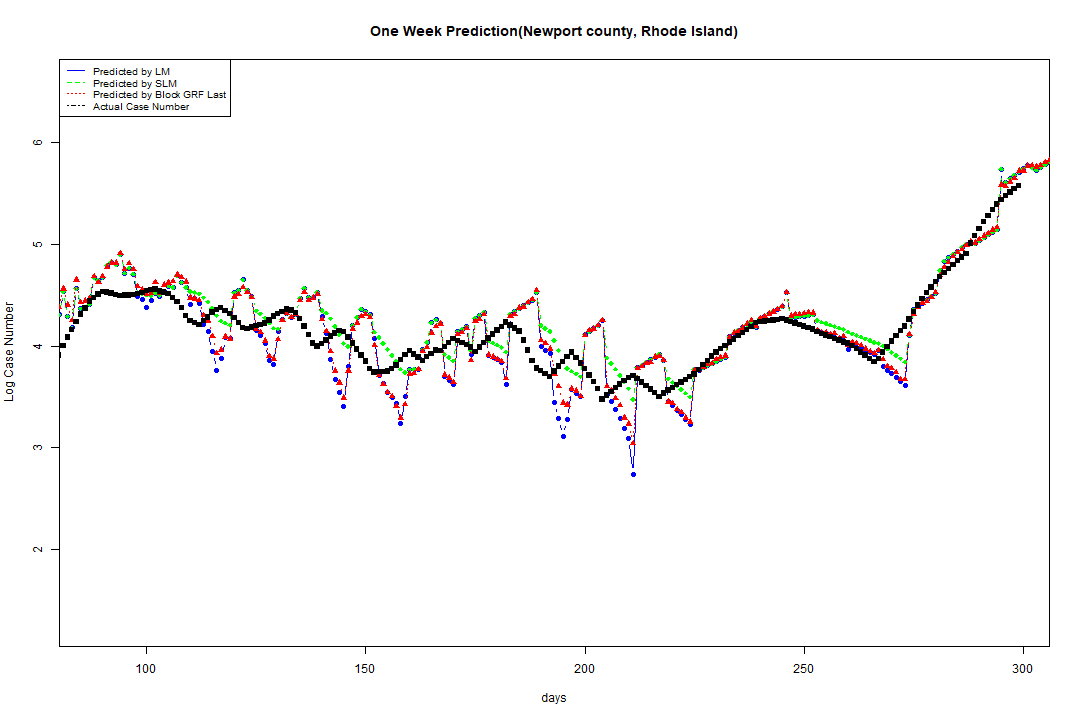 One Week Prediction(Newport county, Rhode Island)
Predicted by LM
Predicted by SLM
Predicted by Block GRF Last
Actual Case Number
Log Case Number
6
5
4
3
2
100 150 200 250 300
days